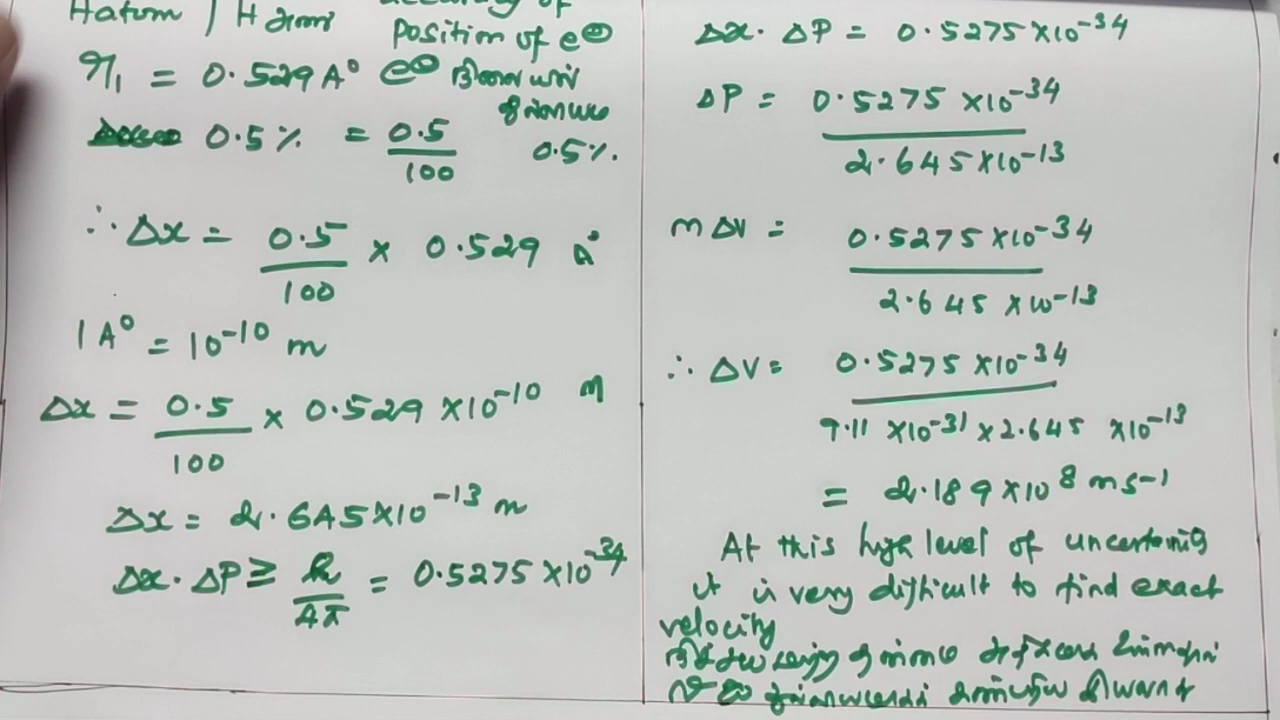 Hatom / H
Position of e⊖
r₁ = 0.529 A° e⊖
0.5% = 0.5/100 0.5%.
∴ Δx = 0.5/100 × 0.529 A°
1 A° = 10⁻¹⁰ m
Δx = 0.5/100 × 0.529 × 10⁻¹⁰ m
Δx = 2.645 × 10⁻¹³ m
Δx. ΔP ≥ h/4π = 0.5275 × 10⁻³⁴
Δx. ΔP = 0.5275 × 10⁻³⁴
ΔP = 0.5275 × 10⁻³⁴
2.645 × 10⁻¹³
m ΔV = 0.5275 × 10⁻³⁴
2.645 × 10⁻¹³
∴ ΔV = 0.5275 × 10⁻³⁴
9.11 × 10⁻³¹ × 2.645 × 10⁻¹³
= 2.189 × 10⁸ ms⁻¹
At this high level of uncertainity
it is very difficult to find exact
velocity